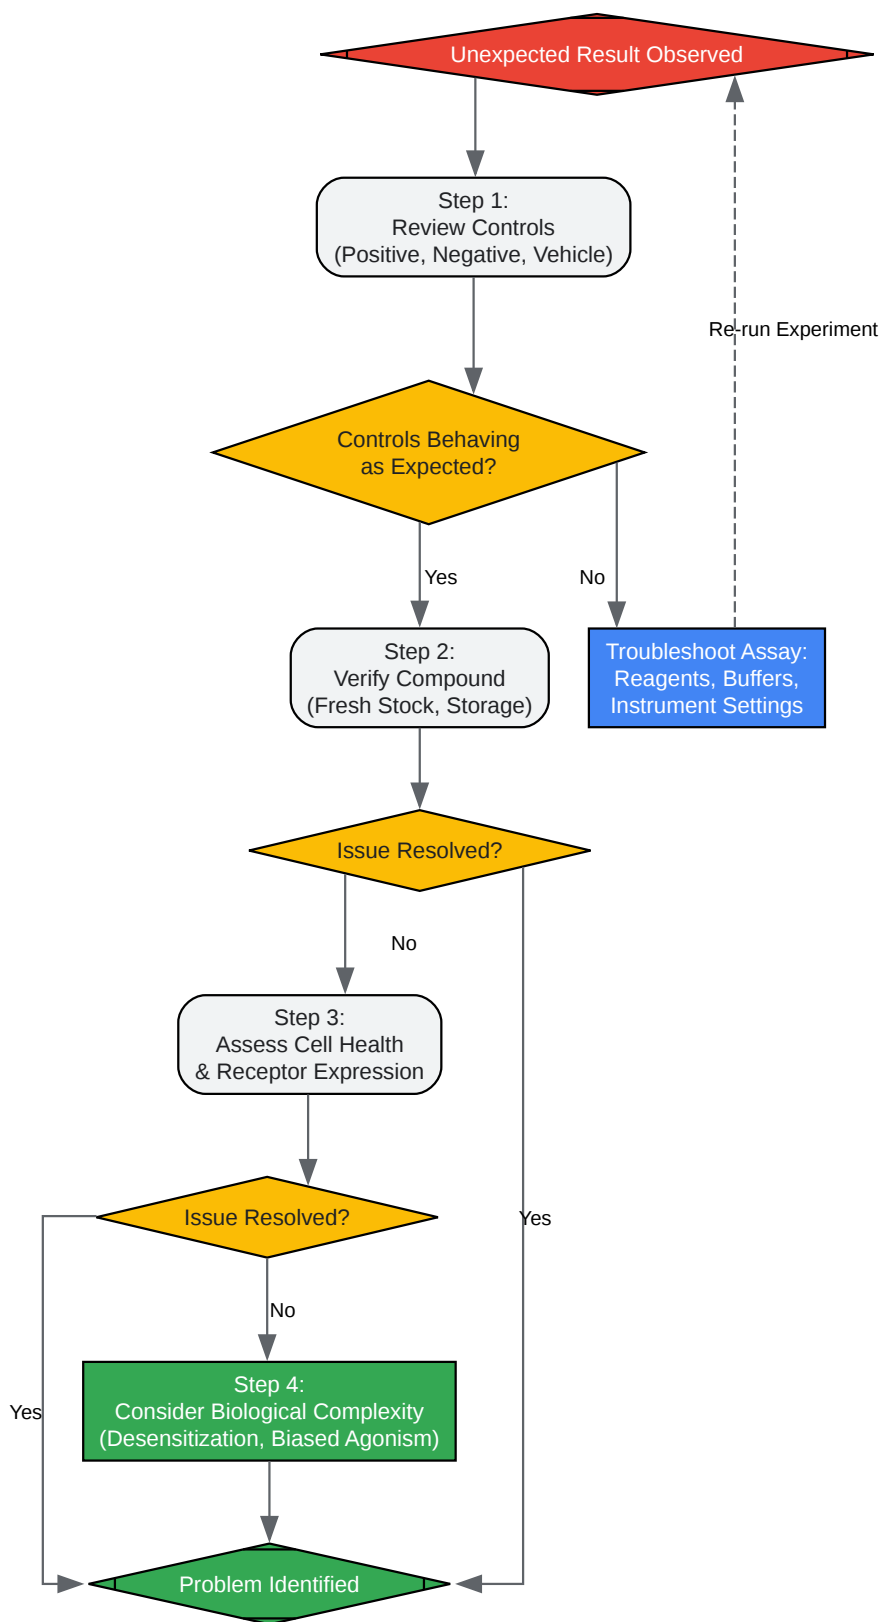 Unexpected Result Observed
Step 1:
Review Controls
(Positive, Negative, Vehicle)
Re-run Experiment
Controls Behaving
as Expected?
Yes
No
Step 2:
Verify Compound
(Fresh Stock, Storage)
Troubleshoot Assay:
Reagents, Buffers,
Instrument Settings
Issue Resolved?
No
Step 3:
Assess Cell Health
& Receptor Expression
Issue Resolved?
Yes
No
Step 4:
Consider Biological Complexity
(Desensitization, Biased Agonism)
Yes
Problem Identified